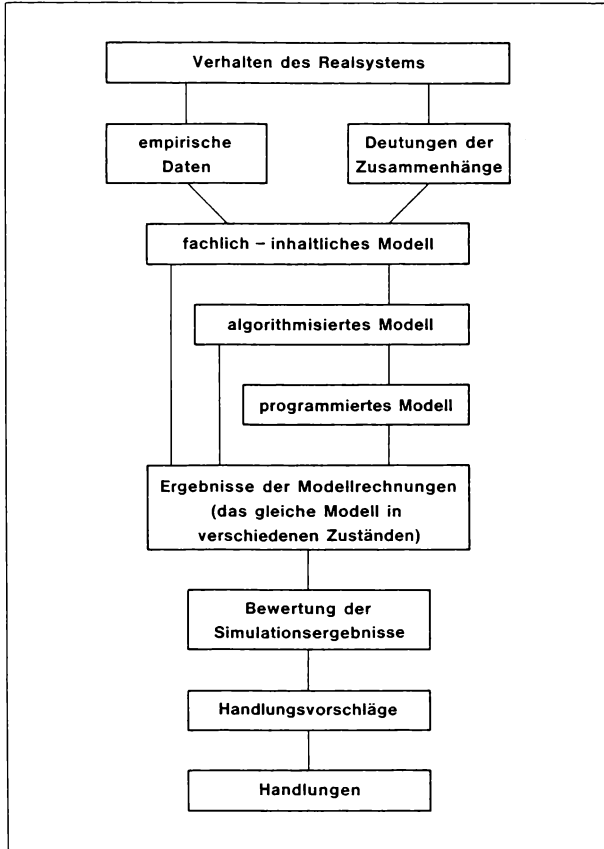 Verhalten des Realsystems
empirische
Daten
Deutungen der
Zusammenhänge
fachlich – inhaltliches Modell
algorithmisiertes Modell
programmiertes Modell
Ergebnisse der Modellrechnungen
(das gleiche Modell in
verschiedenen Zuständen)
Bewertung der
Simulationsergebnisse
Handlungsvorschläge
Handlungen